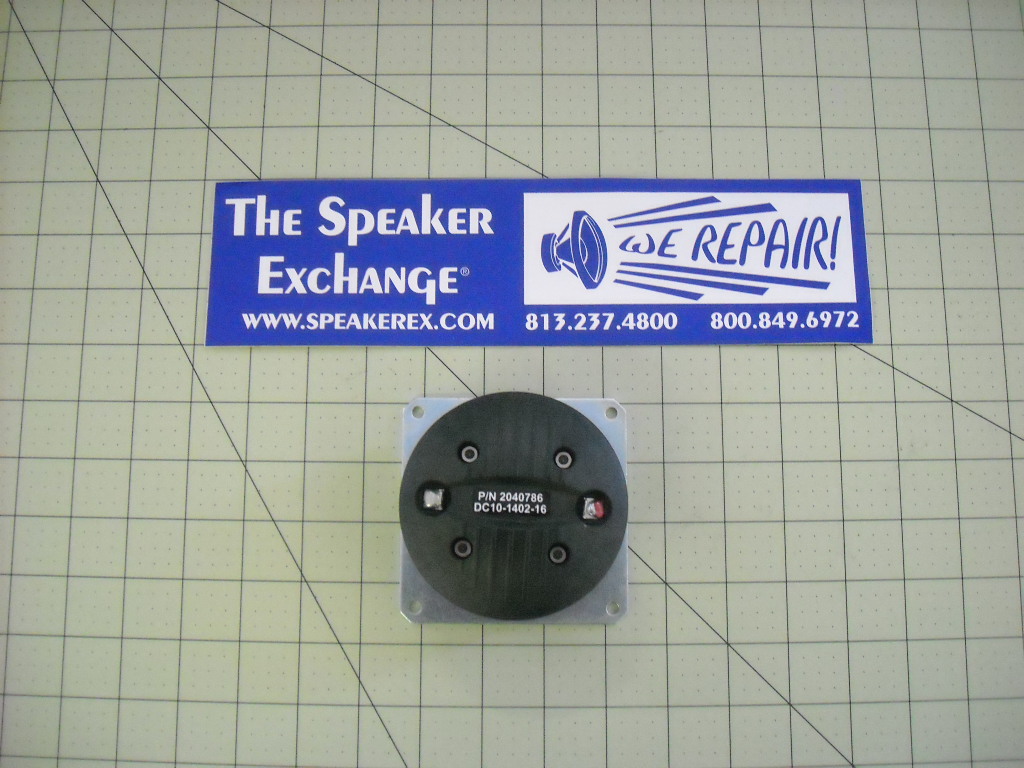 The Speaker
Exchange®
www.speakerex.com
WE REPAIR!
813.237.4800 800.849.6972
P/N 2040786
DC10-1402-16